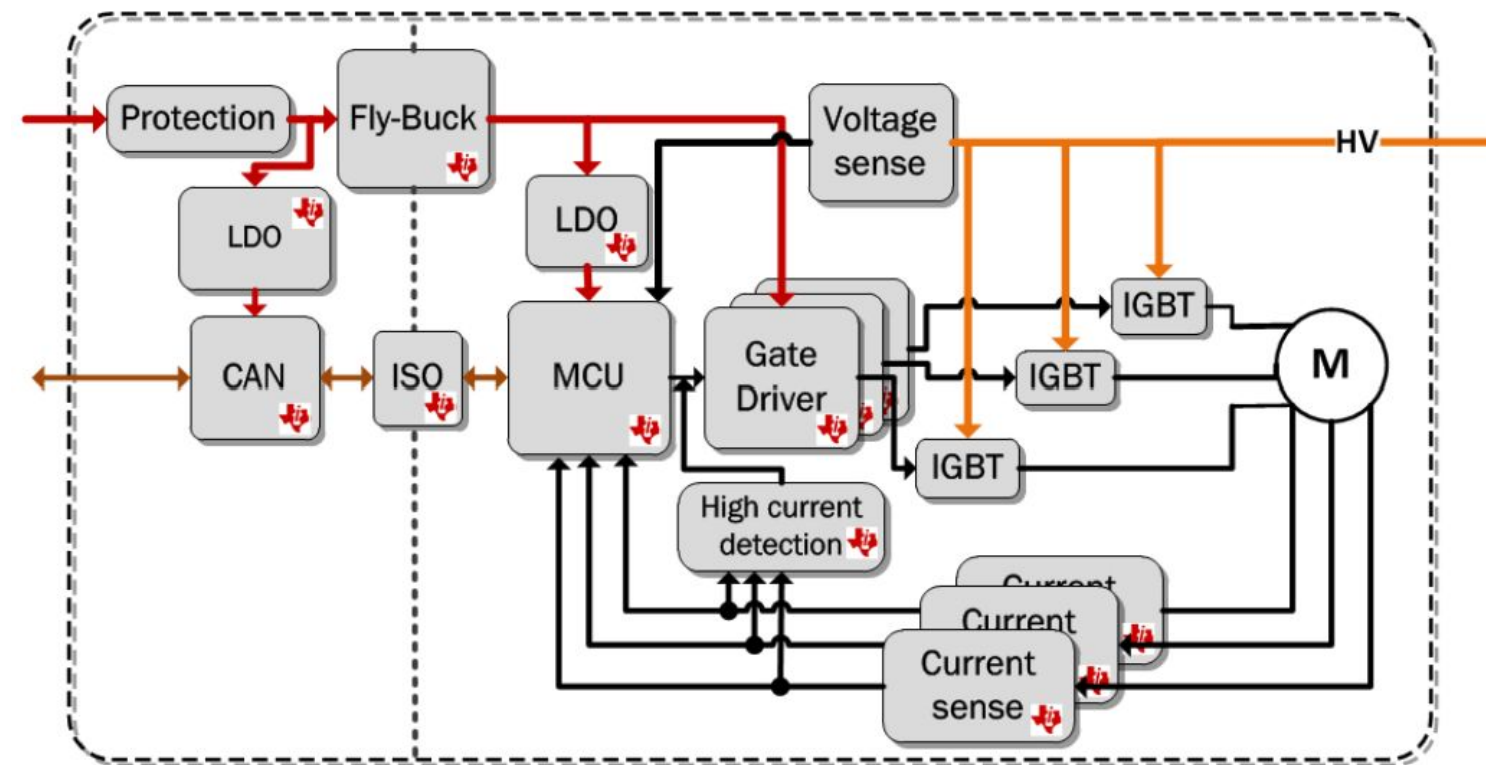 Protection
Fly-Buck
Voltage
sense
HV
LDO
LDO
IGBT
CAN
ISO
MCU
Gate
Driver
IGBT
M
IGBT
High current
detection
Current
Current
Current
sense